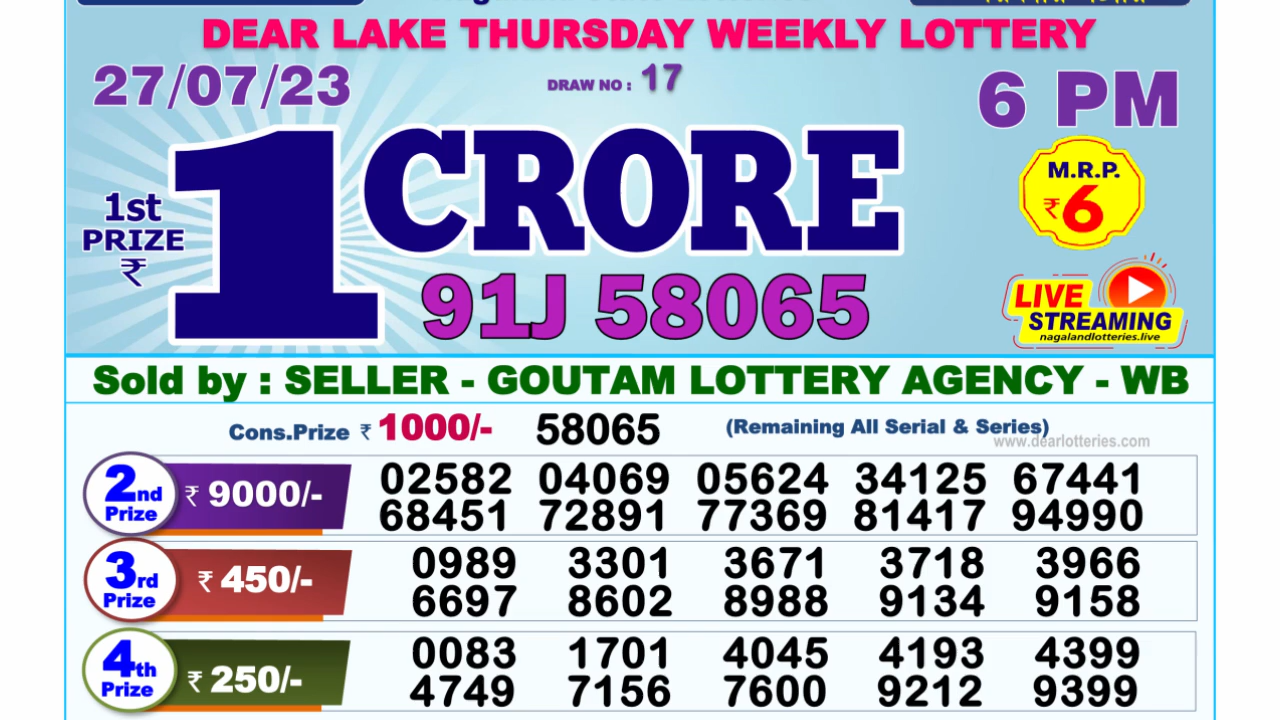 DEAR LAKE THURSDAY WEEKLY LOTTERY
27/07/23
DRAW NO : 17
6 PM
1st
PRIZE
₹
1 CRORE
91J 58065
M.R.P.
₹6
LIVE
STREAMING
nagalandlotteries.live
Sold by : SELLER - GOUTAM LOTTERY AGENCY - WB
Cons.Prize ₹ 1000/- 58065 (Remaining All Serial & Series)
www.dearlotteries.com
2nd Prize ₹ 9000/-
02582 04069 05624 34125 67441
68451 72891 77369 81417 94990
3rd Prize ₹ 450/-
0989 3301 3671 3718 3966
6697 8602 8988 9134 9158
4th Prize ₹ 250/-
0083 1701 4045 4193 4399
4749 7156 7600 9212 9399